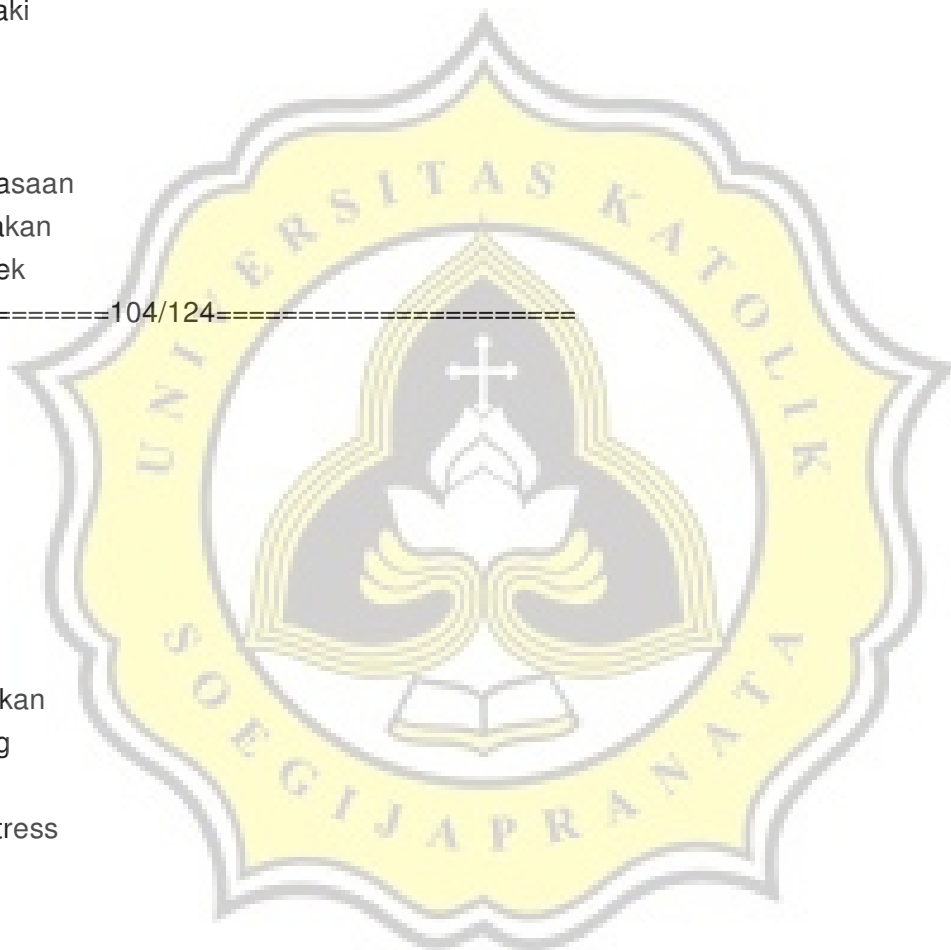 aki
asaan
akan
ek
=======104/124======================
kan
g
tress
UNIVERSITAS KATOLIK
SOEGIJAPRANATA